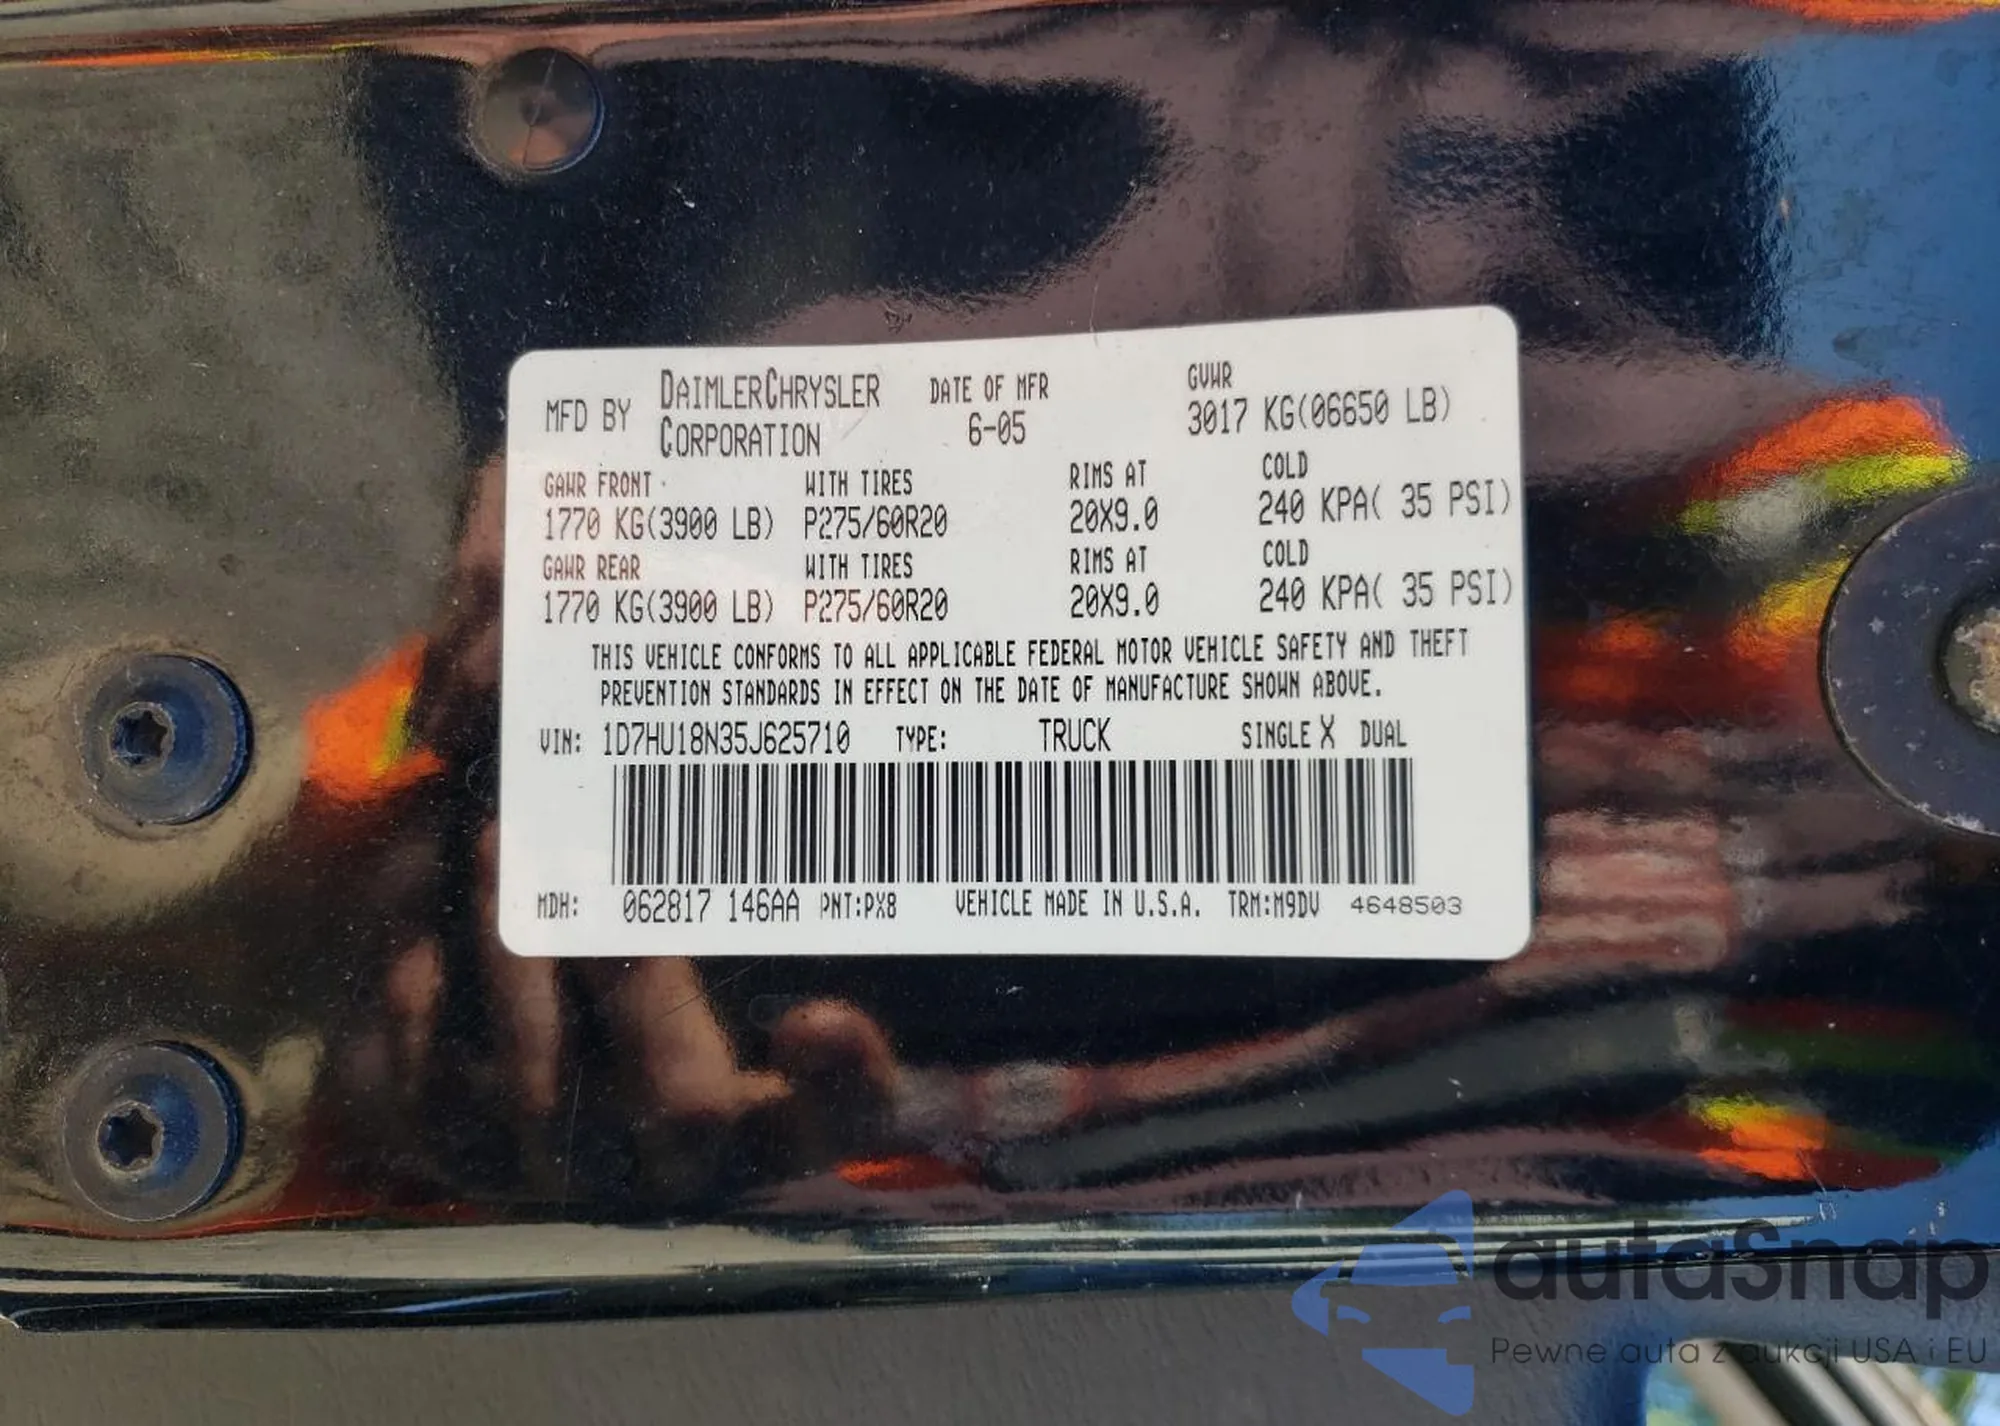 MFD BY DAIMLERCHRYSLER CORPORATION DATE OF MFR 6-05 GVWR 3017 KG(06650 LB)
GAWR FRONT WITH TIRES RIMS AT COLD
1770 KG(3900 LB) P275/60R20 20X9.0 240 KPA( 35 PSI)
GAWR REAR WITH TIRES RIMS AT COLD
1770 KG(3900 LB) P275/60R20 20X9.0 240 KPA( 35 PSI)
THIS VEHICLE CONFORMS TO ALL APPLICABLE FEDERAL MOTOR VEHICLE SAFETY AND THEFT
PREVENTION STANDARDS IN EFFECT ON THE DATE OF MANUFACTURE SHOWN ABOVE.
VIN: 1D7HU18N35J625710 TYPE: TRUCK SINGLE X DUAL
MDH: 062817 146AA PNT:PX8 VEHICLE MADE IN U.S.A. TRM:M9DV 4648503
autaSnap
Pewne auta z aukcji USA i EU